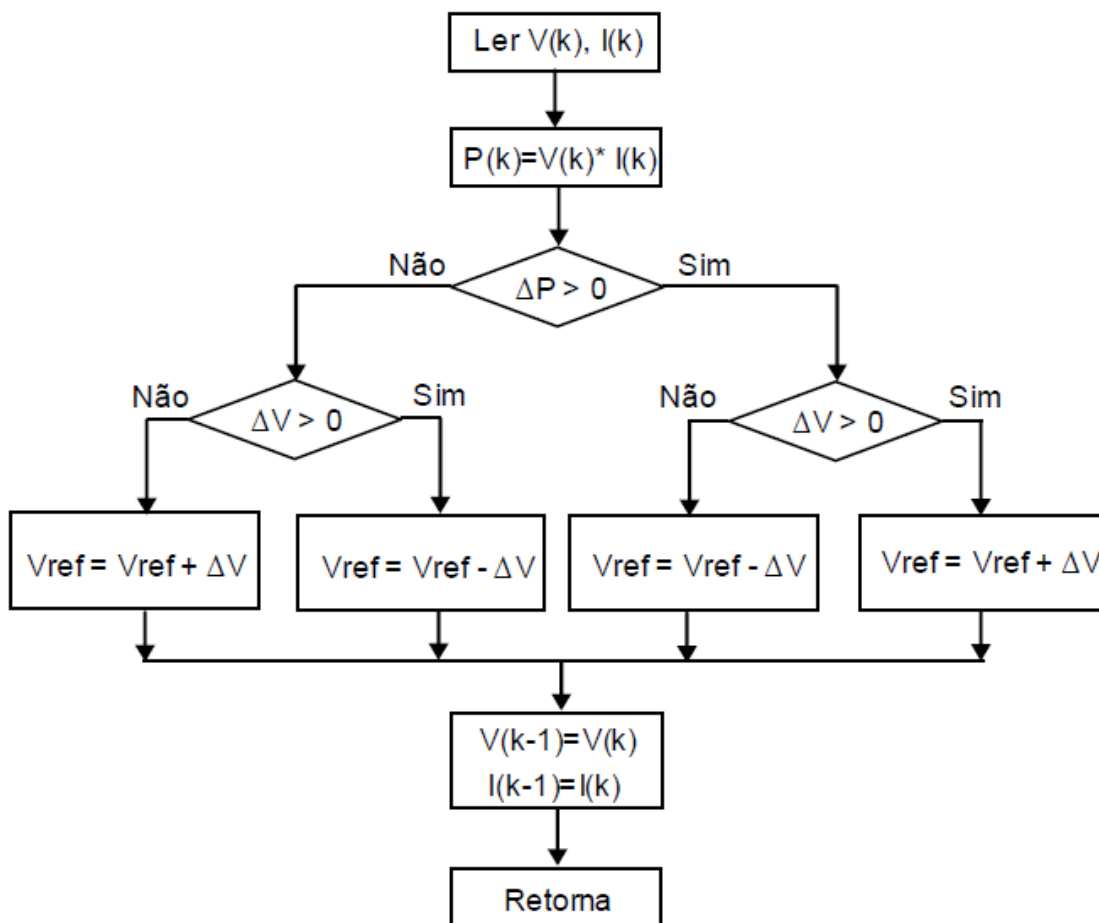 Ler V(k), I(k)
P(k)=V(k)* I(k)
Não
Sim
ΔP > 0
Não
Sim
Não
Sim
ΔV > 0
ΔV > 0
Vref = Vref + ΔV
Vref = Vref - ΔV
Vref = Vref - ΔV
Vref = Vref + ΔV
V(k-1)=V(k)
I(k-1)=I(k)
Retorna